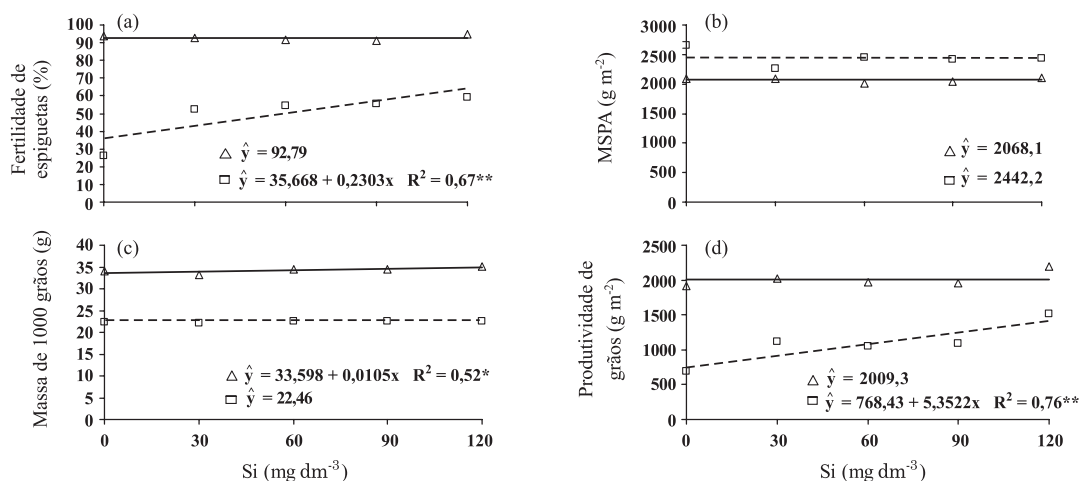 (a)
Fertilidade de
espiguetas (%)
100
90
80
70
60
50
40
30
20
10
0
ŷ = 92,79
ŷ = 35,668 + 0,2303x R² = 0,67**
(b)
MSPA (g m⁻²)
3000
2500
2500
2000
1500
1000
500
0
ŷ = 2068,1
ŷ = 2442,2
(c)
Massa de 1000 grãos (g)
40
35
35
25
20
15
10
5
0
ŷ = 33,598 + 0,0105x R² = 0,52*
ŷ = 22,46
0 30 60 90 120
Si (mg dm⁻³)
(d)
Produtividade de
grãos (g m⁻²)
2500
2000
1500
1000
500
0
ŷ = 2009,3
ŷ = 768,43 + 5,3522x R² = 0,76**
0 30 60 90 120
Si (mg dm⁻³)